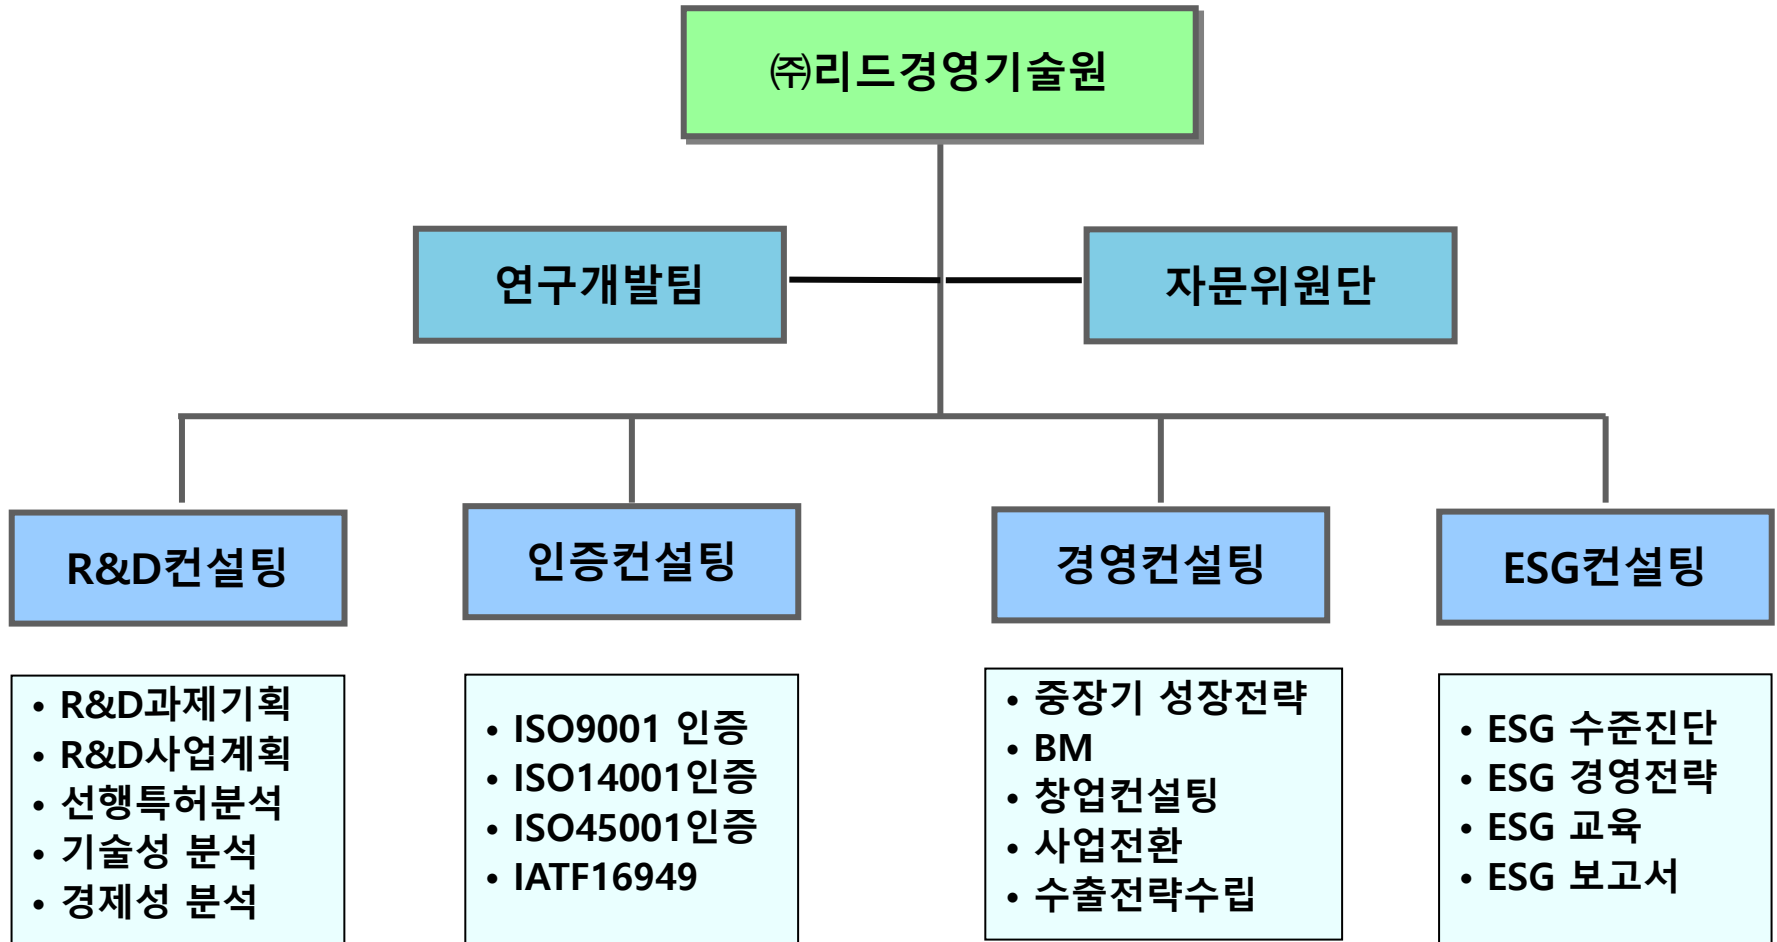 ㈜리드경영기술원
연구개발팀
자문위원단
R&D컨설팅
인증컨설팅
경영컨설팅
ESG컨설팅
• R&D과제기획
• R&D사업계획
• 선행특허분석
• 기술성 분석
• 경제성 분석
• ISO9001 인증
• ISO14001인증
• ISO45001인증
• IATF16949
• 중장기 성장전략
• BM
• 창업컨설팅
• 사업전환
• 수출전략수립
• ESG 수준진단
• ESG 경영전략
• ESG 교육
• ESG 보고서